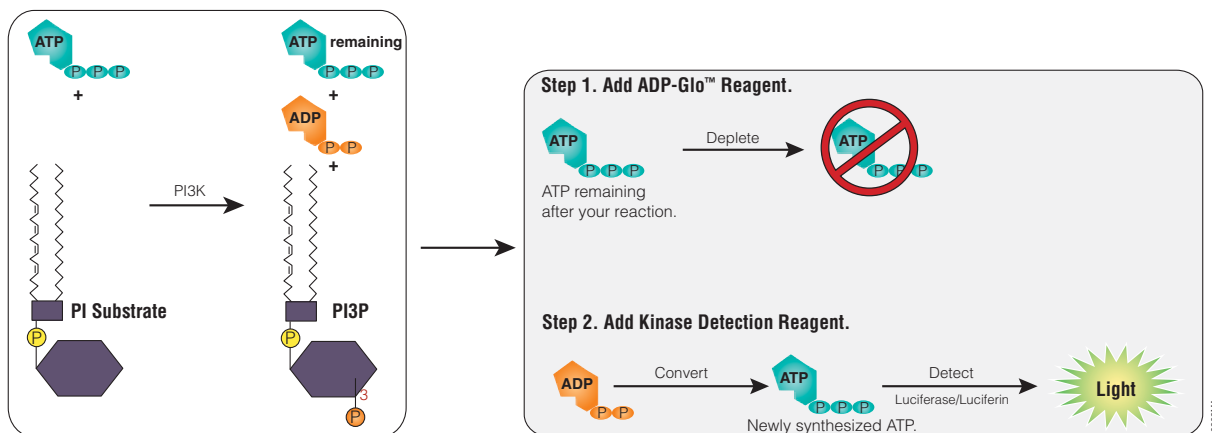 ATP
P P P
+
PI3K
PI Substrate
P
ATP remaining
P P P
+
ADP
P P
+
PI3P
P
3
P
Step 1. Add ADP-Glo™ Reagent.
ATP
P P P
Deplete
ATP
P P P
ATP remaining
after your reaction.
Step 2. Add Kinase Detection Reagent.
ADP
P P
Convert
ATP
P P P
Newly synthesized ATP.
Detect
Luciferase/Luciferin
Light